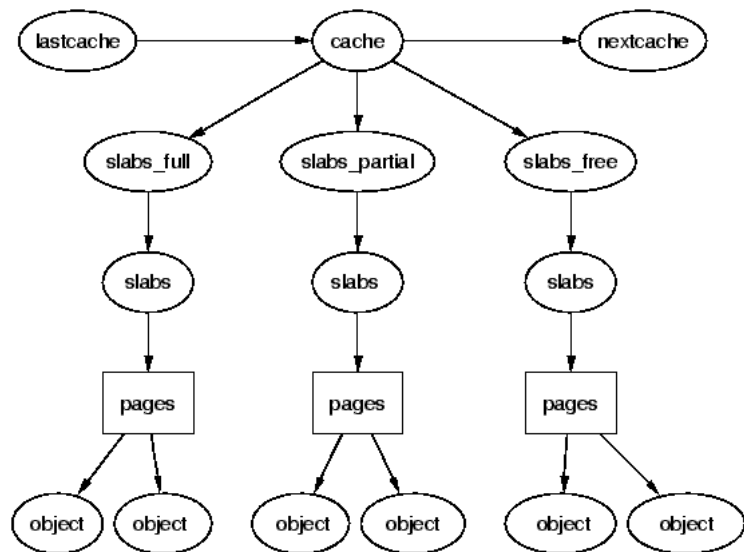 lastcache cache nextcache
slabs_full slabs_partial slabs_free
slabs slabs slabs
pages pages pages
object object object object object object